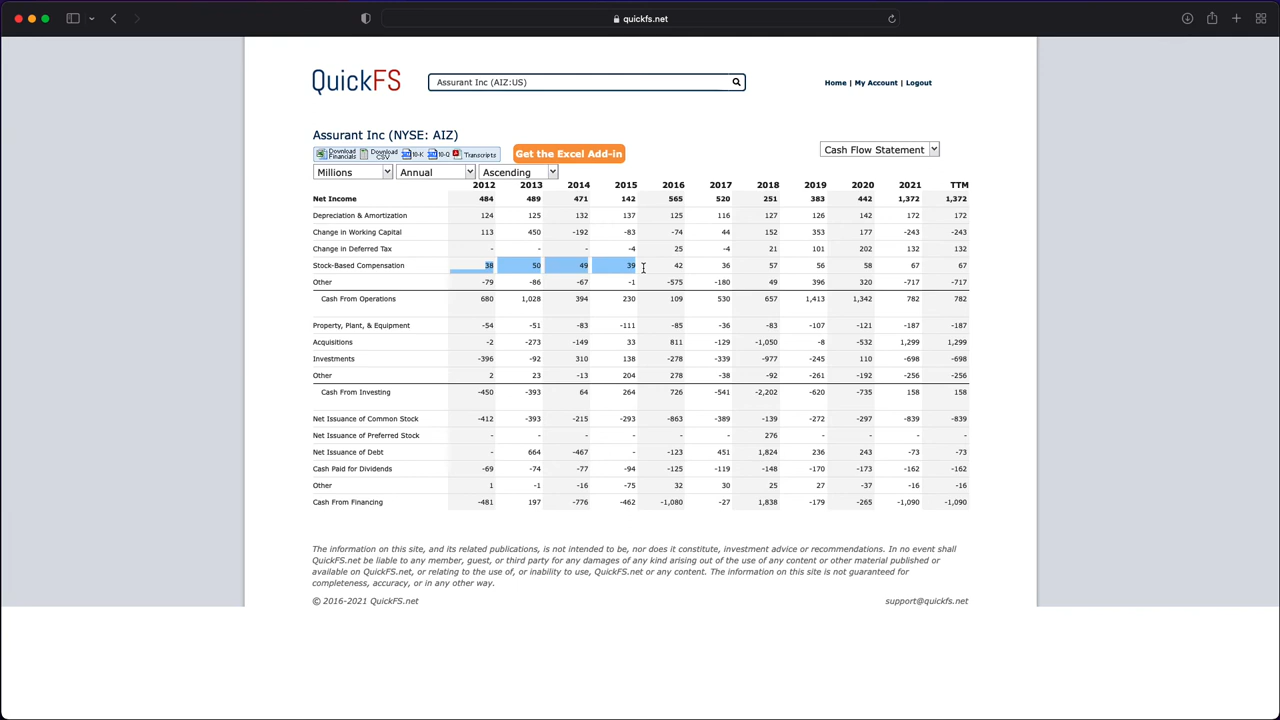 quickfs.net
QuickFS
Assurant Inc (AIZ:US)
Home | My Account | Logout
Assurant Inc (NYSE: AIZ)
Download Financials Download CSV 10-K 10-Q Transcripts Get the Excel Add-in
Cash Flow Statement
Millions Annual Ascending
2012 2013 2014 2015 2016 2017 2018 2019 2020 2021 TTM
Net Income 484 489 471 142 565 520 251 383 442 1,372 1,372
Depreciation & Amortization 124 125 132 137 125 116 127 126 142 172 172
Change in Working Capital 113 450 -192 -83 -74 44 152 353 177 -243 -243
Change in Deferred Tax - - - -4 25 -4 21 101 202 132 132
Stock-Based Compensation 38 50 49 39 42 36 57 56 58 67 67
Other -79 -86 -67 -1 -575 -180 49 396 320 -717 -717
Cash From Operations 680 1,028 394 230 109 530 657 1,413 1,342 782 782
Property, Plant, & Equipment -54 -51 -83 -111 -85 -36 -83 -107 -121 -187 -187
Acquisitions -2 -273 -149 33 811 -129 -1,050 -8 -532 1,299 1,299
Investments -396 -92 310 138 -278 -339 -977 -245 110 -698 -698
Other 2 23 -13 204 278 -38 -92 -261 -192 -256 -256
Cash From Investing -450 -393 64 264 726 -541 -2,202 -620 -735 158 158
Net Issuance of Common Stock -412 -393 -215 -293 -863 -389 -139 -272 -297 -839 -839
Net Issuance of Preferred Stock - - - - - - 276 - - - -
Net Issuance of Debt - 664 -467 - -123 451 1,824 236 243 -73 -73
Cash Paid for Dividends -69 -74 -77 -94 -125 -119 -148 -170 -173 -162 -162
Other 1 -1 -16 -75 32 30 25 27 -37 -16 -16
Cash From Financing -481 197 -776 -462 -1,080 -27 1,838 -179 -265 -1,090 -1,090
The information on this site, and its related publications, is not intended to be, nor does it constitute, investment advice or recommendations. In no event shall
QuickFS.net be liable to any member, guest, or third party for any damages of any kind arising out of the use of any content or other material published or
available on QuickFS.net, or relating to the use of, or inability to use, QuickFS.net or any content. The information on this site is not guaranteed for
completeness, accuracy, or in any other way.
© 2016-2021 QuickFS.net support@quickfs.net